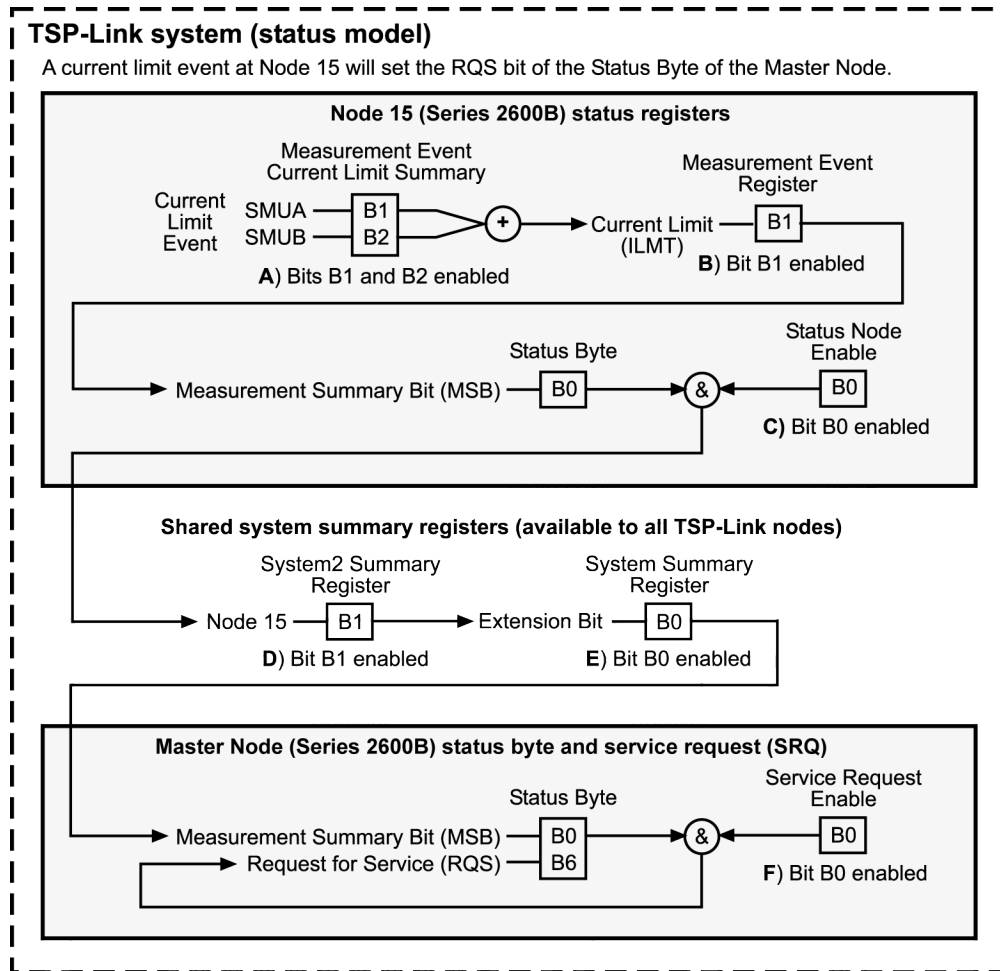 TSP-Link system (status model)
A current limit event at Node 15 will set the RQS bit of the Status Byte of the Master Node.
Node 15 (Series 2600B) status registers
Measurement Event
Current Limit Summary
Measurement Event
Register
Current
Limit
Event
SMUA
B1
SMUB
B2
+
Current Limit
(ILMT)
B1
A) Bits B1 and B2 enabled
B) Bit B1 enabled
Status Byte
Status Node
Enable
Measurement Summary Bit (MSB)
B0
&
B0
C) Bit B0 enabled
Shared system summary registers (available to all TSP-Link nodes)
System2 Summary
Register
System Summary
Register
Node 15
B1
Extension Bit
B0
D) Bit B1 enabled
E) Bit B0 enabled
Master Node (Series 2600B) status byte and service request (SRQ)
Status Byte
Service Request
Enable
Measurement Summary Bit (MSB)
B0
&
B0
Request for Service (RQS)
B6
F) Bit B0 enabled